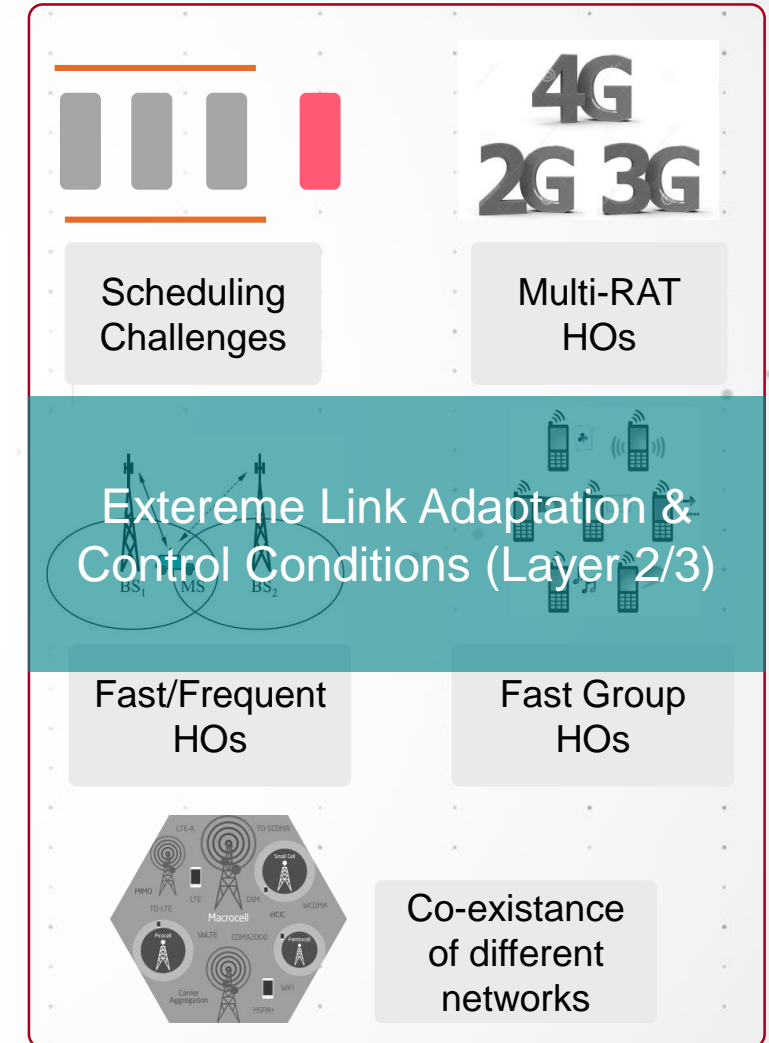 4G
2G 3G
Scheduling
Challenges
Multi-RAT
HOs
Extereme Link Adaptation &
Control Conditions (Layer 2/3)
BS1 MS BS2
Fast/Frequent
HOs
Fast Group
HOs
LTE-A
TD-SCDMA
Small Cell
MIMO
LTE
GSM
WCDMA
TD-LTE
Macrocell
eICIC
Picocell
VoLTE
CDMA2000
Femtocell
Carrier
Aggregation
WiFi
HSPA+
Co-existance
of different
networks